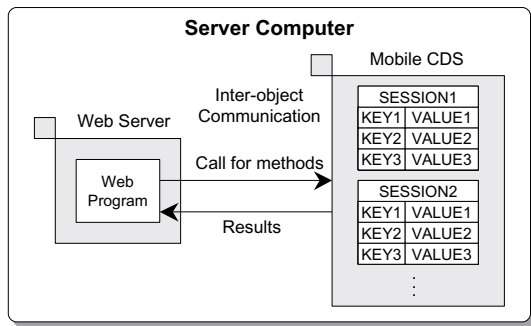 Server Computer
Mobile CDS
Inter-object
Communication
Web Server
Call for methods
Web
Program
Results
SESSION1
KEY1 VALUE1
KEY2 VALUE2
KEY3 VALUE3
SESSION2
KEY1 VALUE1
KEY2 VALUE2
KEY3 VALUE3
⋮